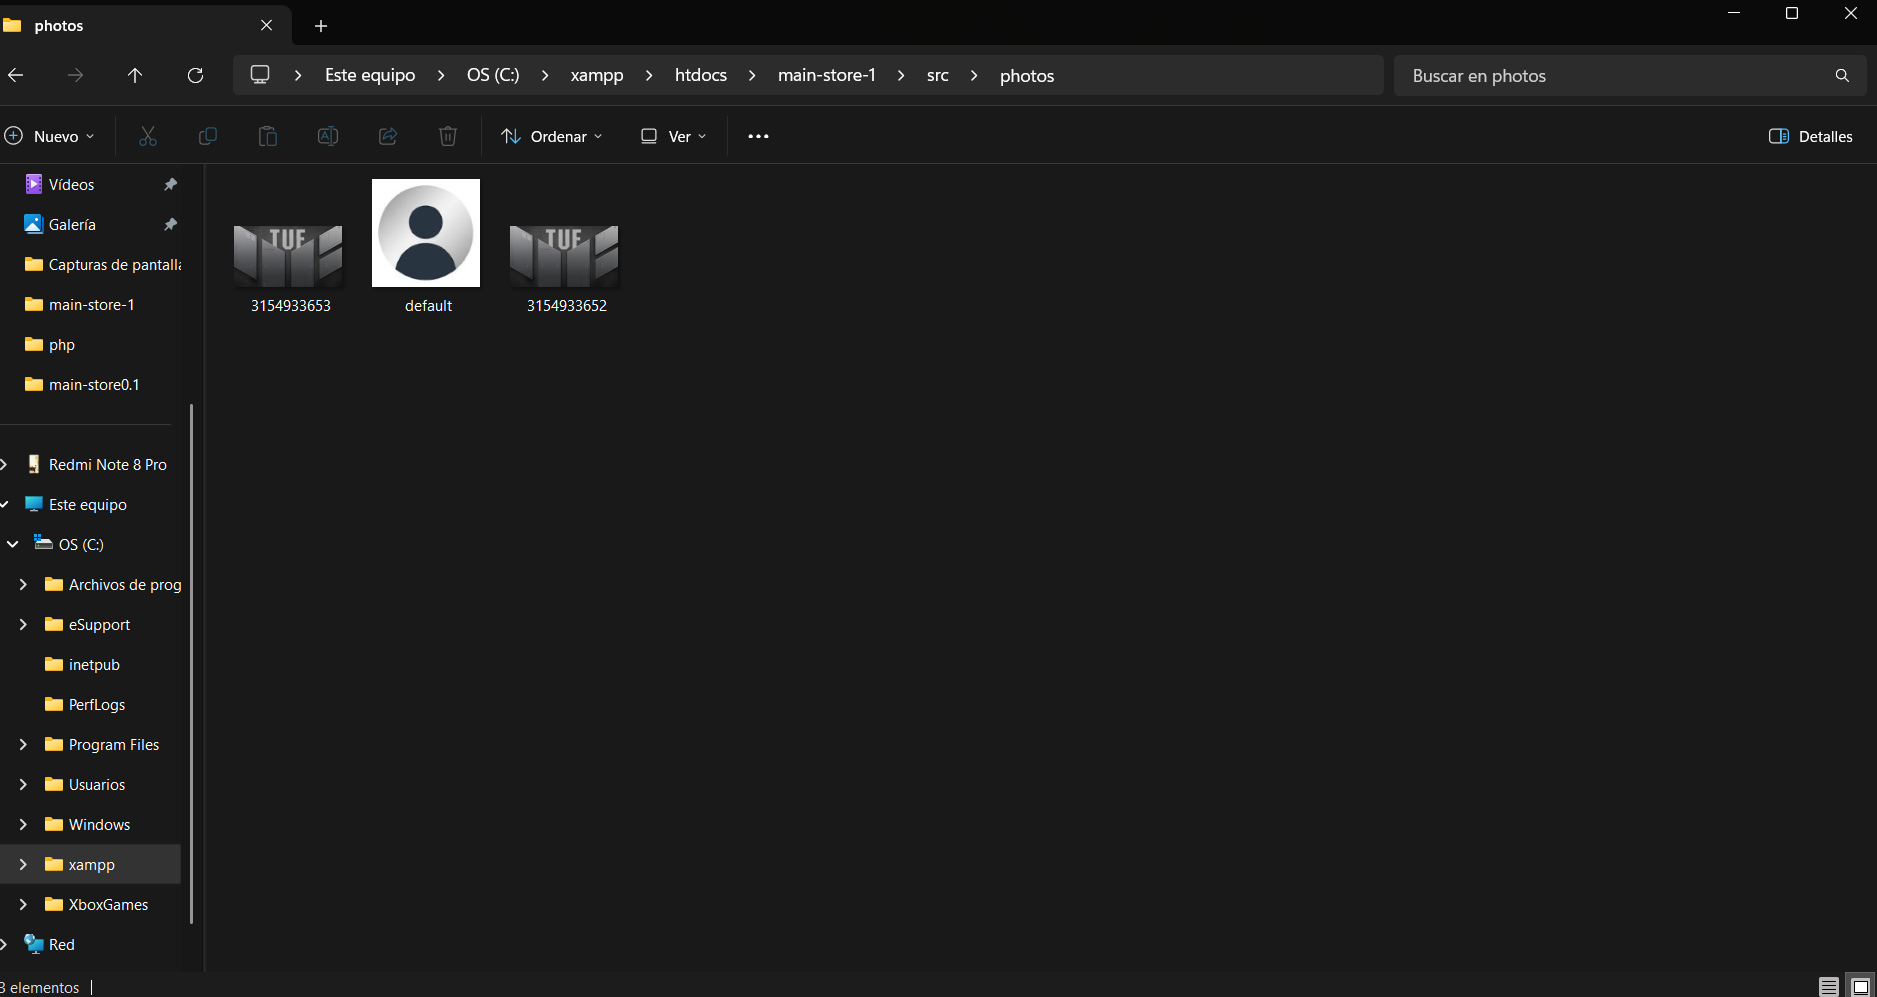 photos
Este equipo
OS (C:)
xampp
htdocs
main-store-1
src
photos
Buscar en photos
Nuevo
Ordenar
Ver
Detalles
Vídeos
Galería
Capturas de pantalla
main-store-1
php
main-store0.1
Redmi Note 8 Pro
Este equipo
OS (C:)
Archivos de prog
eSupport
inetpub
PerfLogs
Program Files
Usuarios
Windows
xampp
XboxGames
Red
TUF
TUF
3154933653
default
3154933652
3 elementos